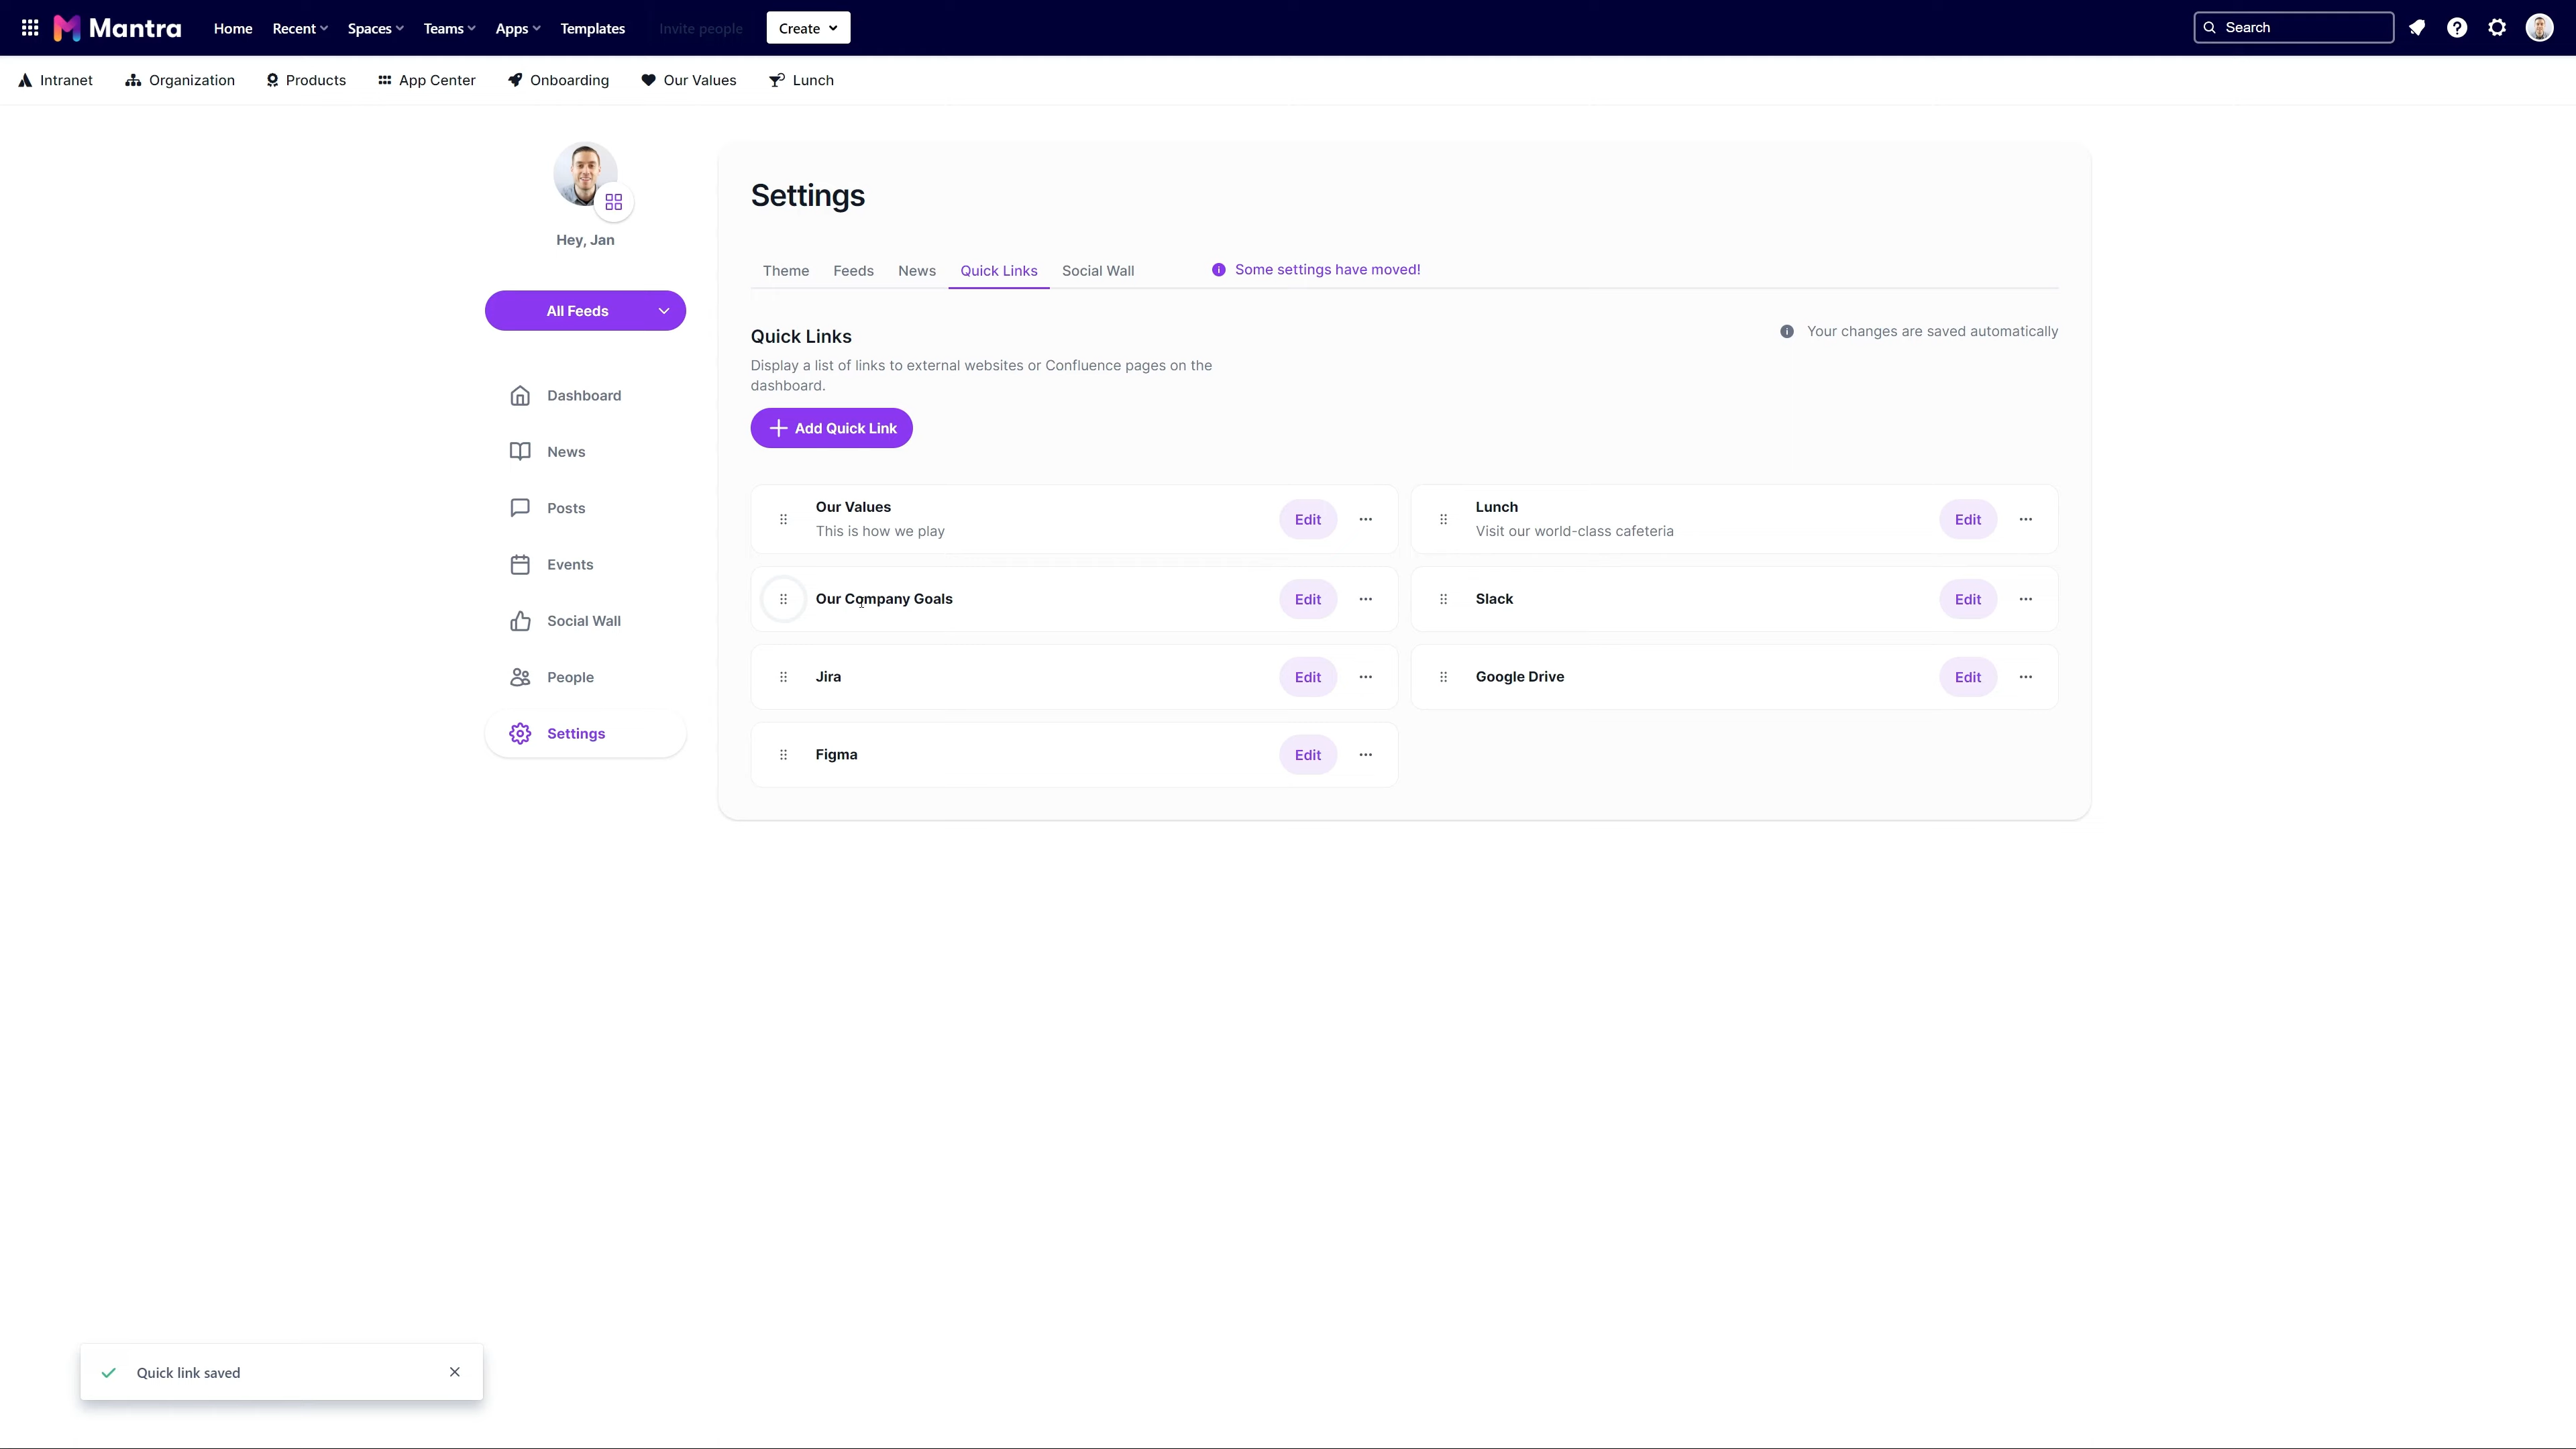 Mantra
Home Recent Spaces Teams Apps Templates Invite people Create
Search
Intranet Organization Products App Center Onboarding Our Values Lunch
Hey, Jan
All Feeds
Dashboard
News
Posts
Events
Social Wall
People
Settings
Settings
Theme Feeds News Quick Links Social Wall Some settings have moved!
Quick Links
Your changes are saved automatically
Display a list of links to external websites or Confluence pages on the
dashboard.
Add Quick Link
Our Values
This is how we play
Edit
Lunch
Visit our world-class cafeteria
Edit
Our Company Goals Edit
Slack Edit
Jira Edit
Google Drive Edit
Figma Edit
Quick link saved